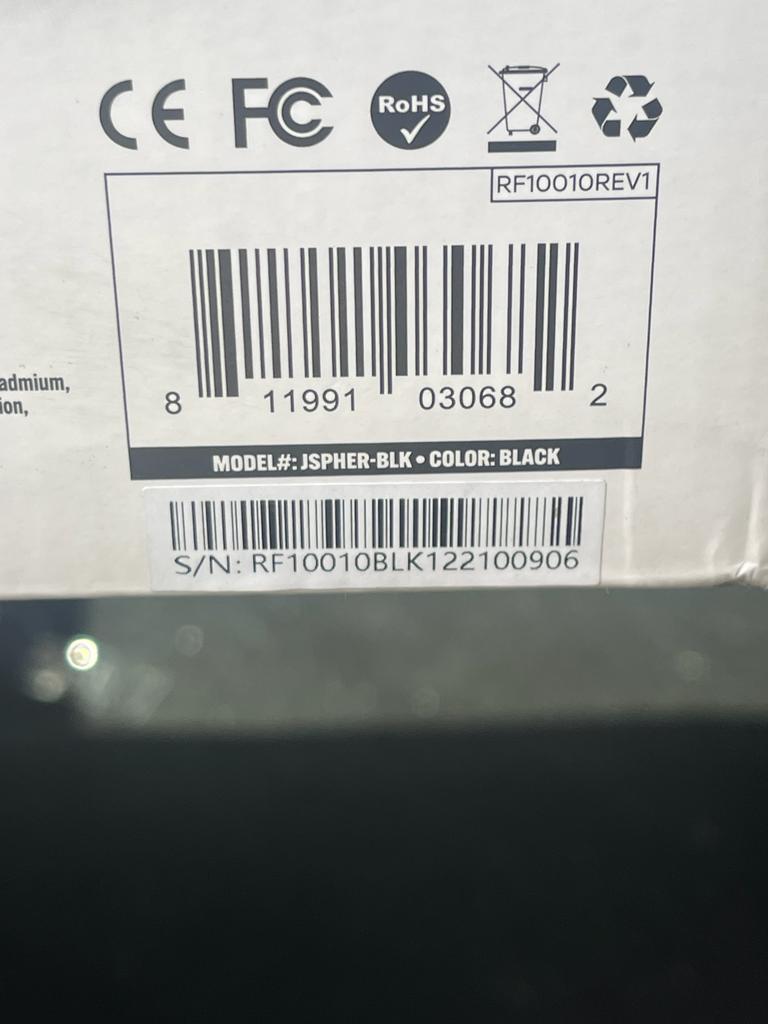 CE FC RoHS
RF10010REV1
admium,
ion,
8 11991 03068 2
MODEL#: JSPHER-BLK • COLOR: BLACK
S/N: RF10010BLK122100906